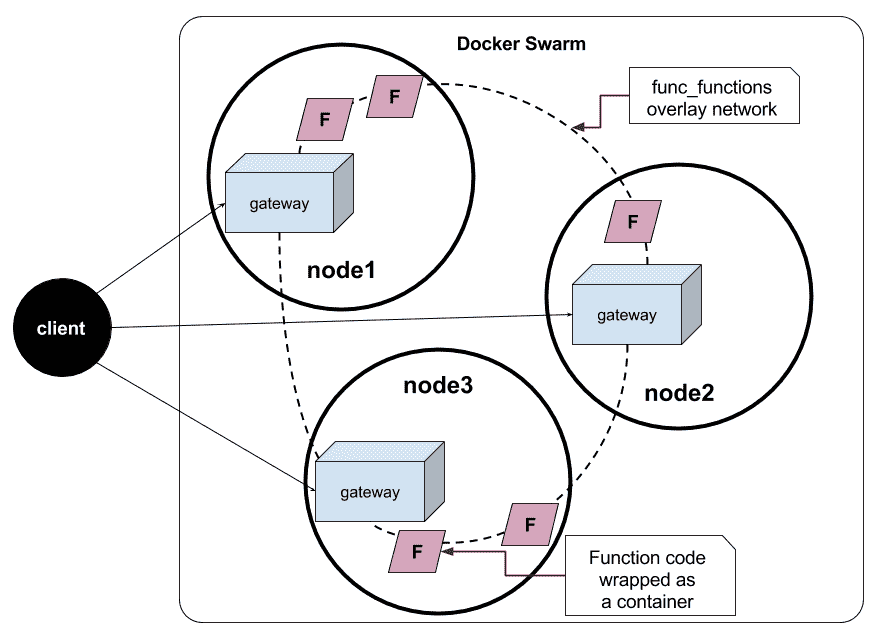 Docker Swarm
func_functions
overlay network
F
F
gateway
node1
F
gateway
node2
client
node3
gateway
F
F
Function code
wrapped as
a container